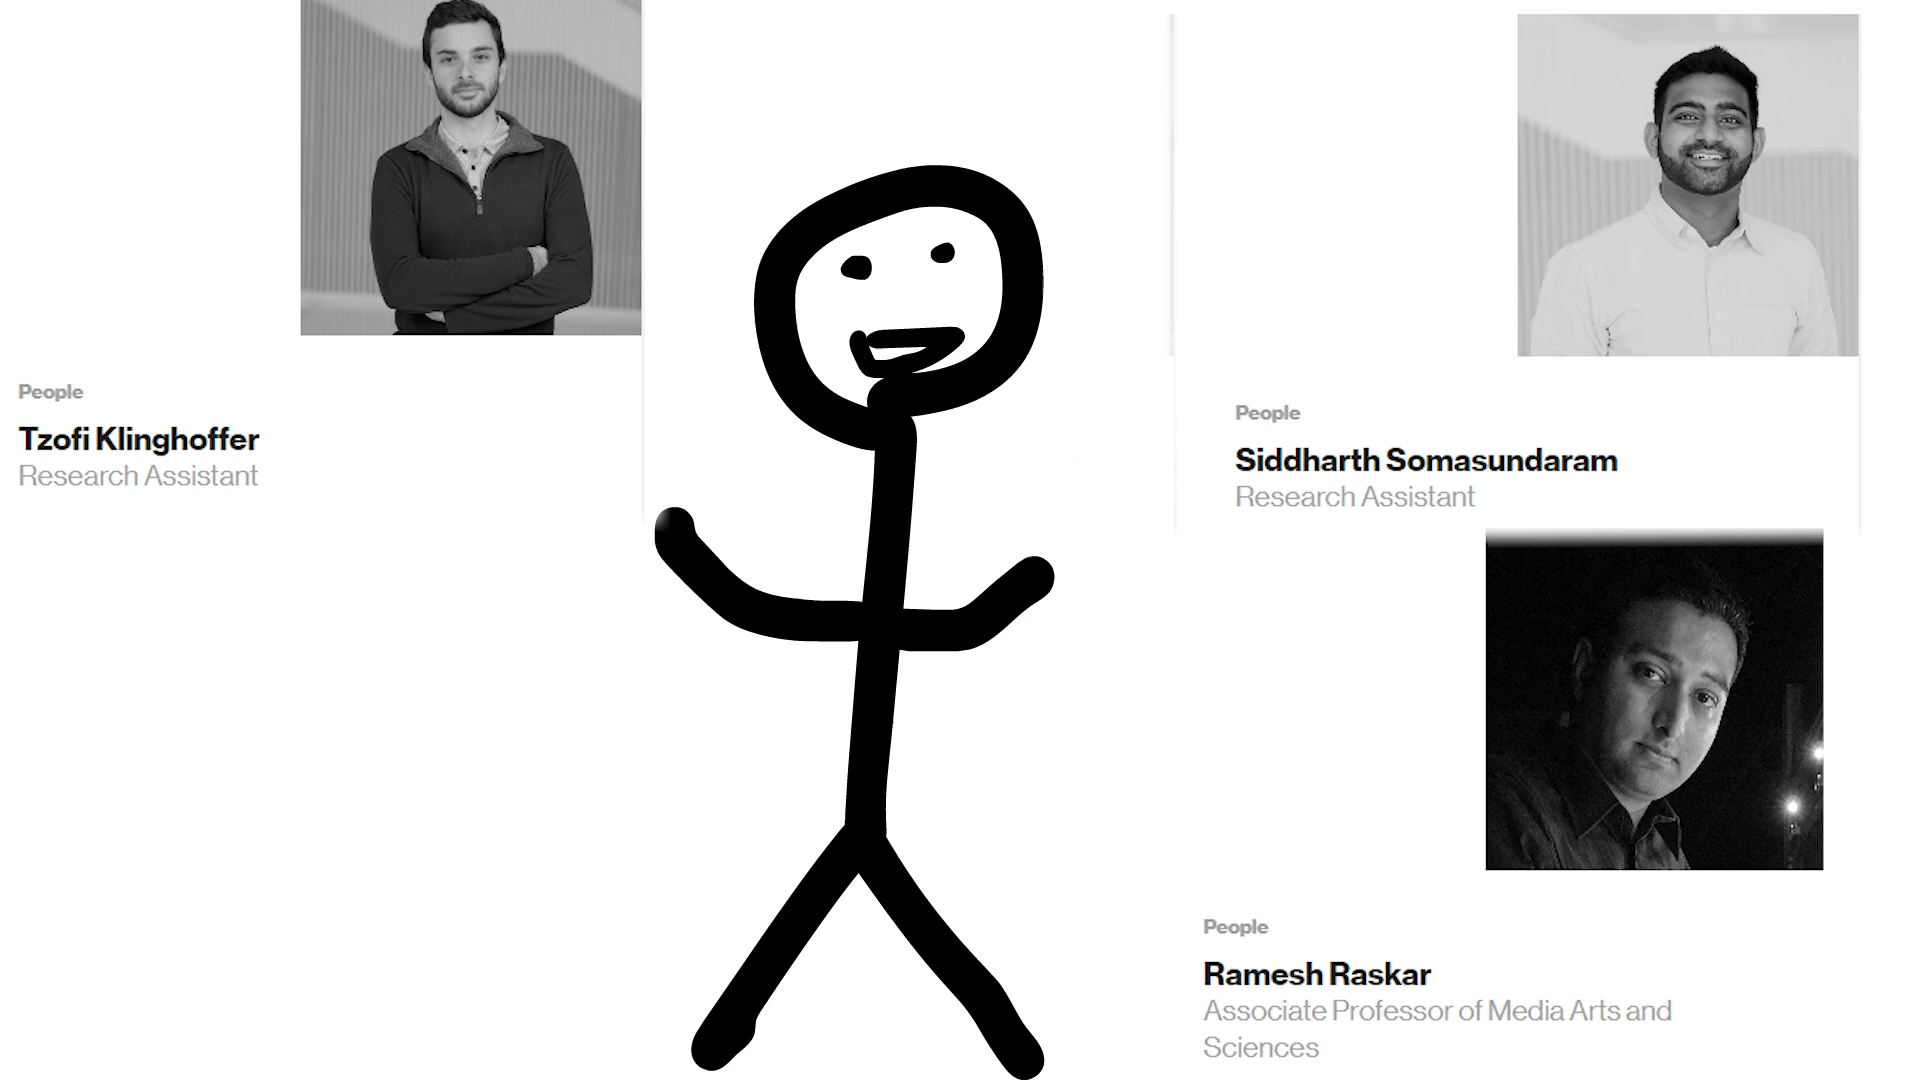 People
Tzofi Klinghoffer
Research Assistant
People
Siddharth Somasundaram
Research Assistant
People
Ramesh Raskar
Associate Professor of Media Arts and
Sciences